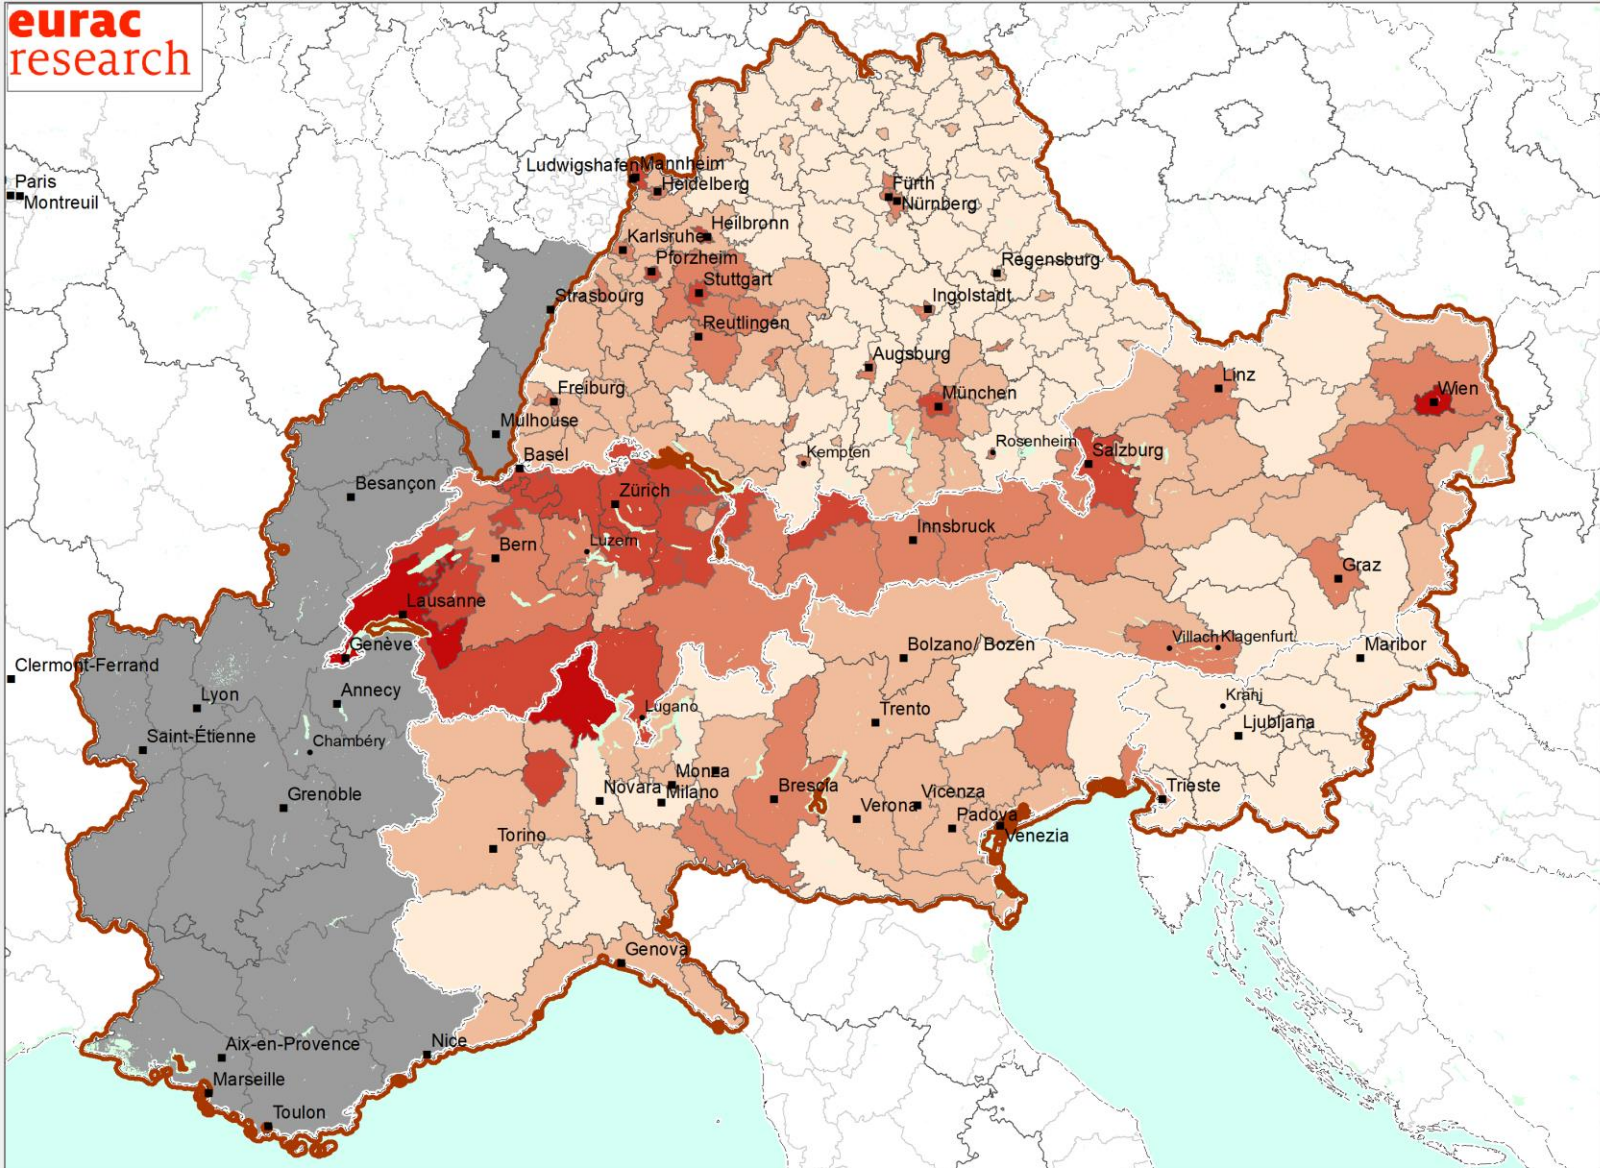 eurac
research
Paris
Montreuil
Ludwigshafen
Mannheim
Heidelberg
Fürth
Nürnberg
Heilbronn
Karlsruhe
Pforzheim
Regensburg
Stuttgart
Strasbourg
Ingolstadt
Reutlingen
Augsburg
Linz
Wien
Freiburg
München
Mulhouse
Rosenheim
Kempten
Salzburg
Basel
Besançon
Zürich
Innsbruck
Bern
Luzern
Graz
Lausanne
Genève
Villach
Klagenfurt
Bolzano/ Bozen
Maribor
Clermont-Ferrand
Lyon
Annecy
Kranj
Lugano
Trento
Ljubljana
Saint-Étienne
Chambéry
Monza
Grenoble
Novara
Milano
Brescia
Vicenza
Verona
Trieste
Padova
Torino
Venezia
Genova
Aix-en-Provence
Nice
Marseille
Toulon